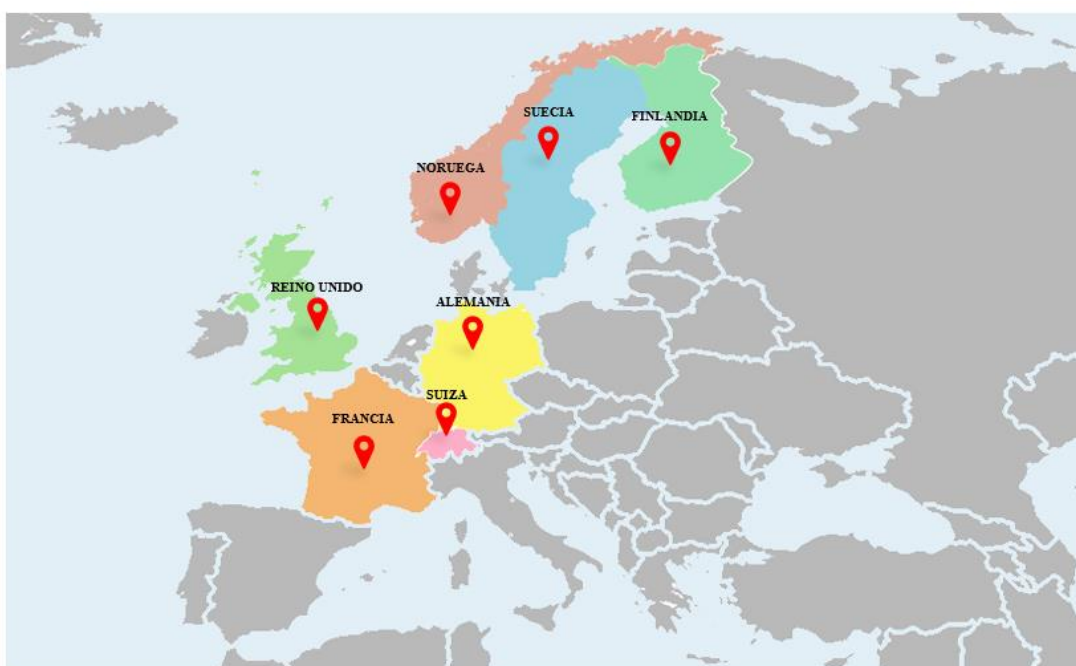 SUECIA
FINLANDIA
NORUEGA
REINO UNIDO
ALEMANIA
SUIZA
FRANCIA